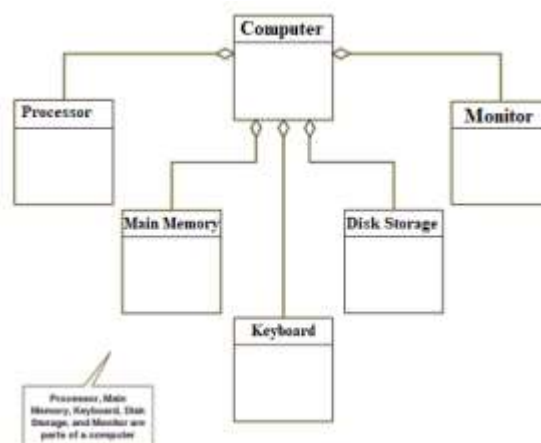 Computer
Processor
Monitor
Main Memory
Disk Storage
Keyboard
Processor, Main
Memory, Keyboard, Disk
Storage, and Monitor are
parts of a computer